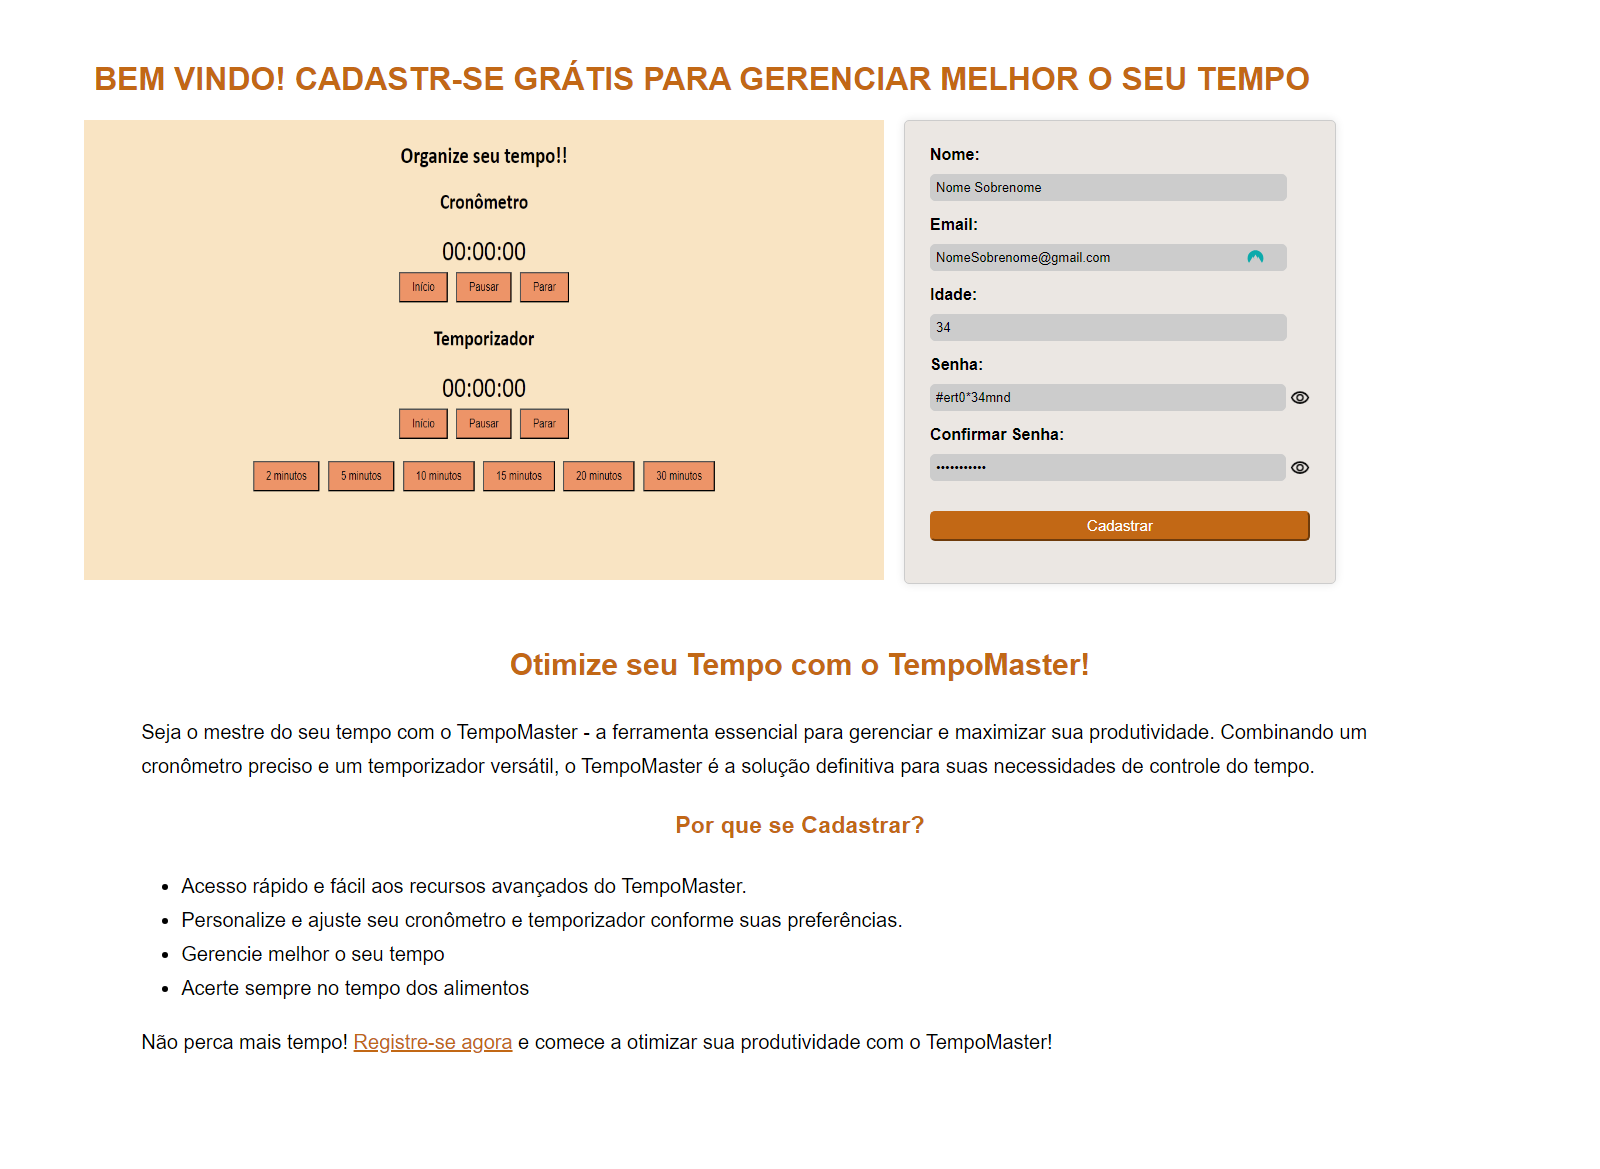 BEM VINDO! CADASTR-SE GRÁTIS PARA GERENCIAR MELHOR O SEU TEMPO
Organize seu tempo!!
Cronômetro
00:00:00
Início Pausar Parar
Temporizador
00:00:00
Início Pausar Parar
2 minutos 5 minutos 10 minutos 15 minutos 20 minutos 30 minutos
Nome:
Nome Sobrenome
Email:
NomeSobrenome@gmail.com
Idade:
34
Senha:
#ert0*34mnd
Confirmar Senha:
•••••••••••
Cadastrar
Otimize seu Tempo com o TempoMaster!
Seja o mestre do seu tempo com o TempoMaster - a ferramenta essencial para gerenciar e maximizar sua produtividade. Combinando um
cronômetro preciso e um temporizador versátil, o TempoMaster é a solução definitiva para suas necessidades de controle do tempo.
Por que se Cadastrar?
• Acesso rápido e fácil aos recursos avançados do TempoMaster.
• Personalize e ajuste seu cronômetro e temporizador conforme suas preferências.
• Gerencie melhor o seu tempo
• Acerte sempre no tempo dos alimentos
Não perca mais tempo! Registre-se agora e comece a otimizar sua produtividade com o TempoMaster!